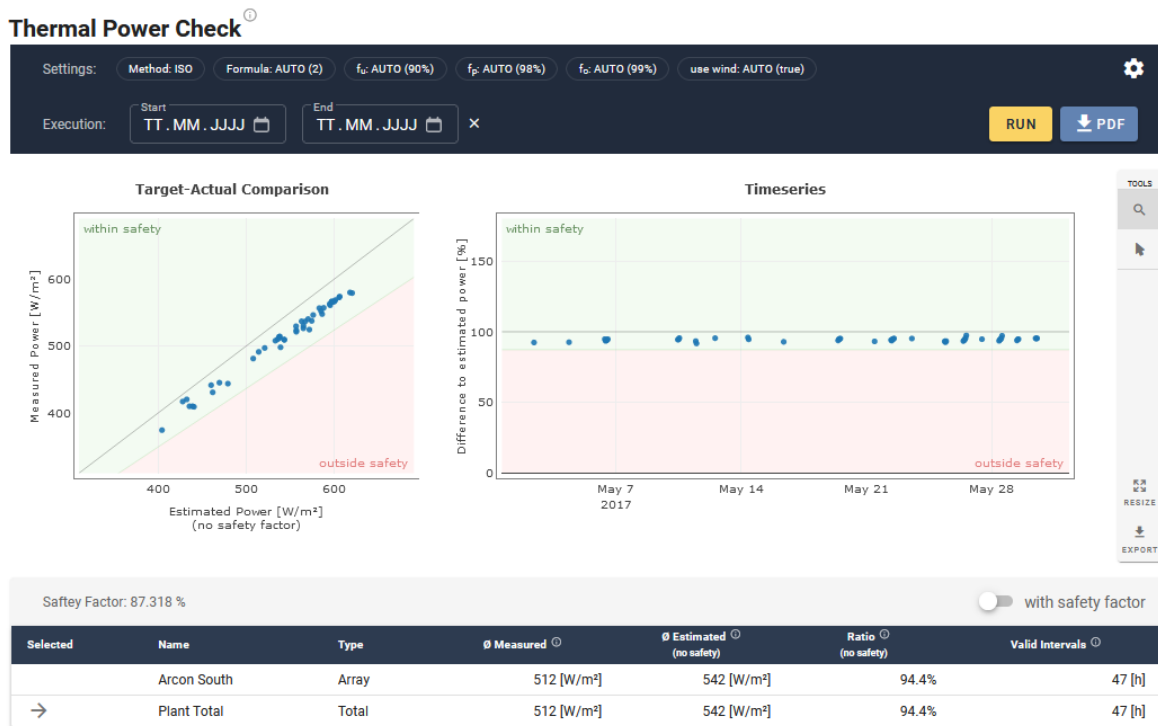 Thermal Power Check
Settings: Method: ISO Formula: AUTO (2) fᵤ: AUTO (90%) fₚ: AUTO (98%) fₒ: AUTO (99%) use wind: AUTO (true)
Execution: Start TT.MM.JJJJ End TT.MM.JJJJ × RUN PDF
Target-Actual Comparison
within safety
Measured Power [W/m²]
600
500
400
outside safety
400 500 600
Estimated Power [W/m²]
(no safety factor)
Timeseries
within safety
Difference to estimated power [%]
150
100
50
0
outside safety
May 7 May 14 May 21 May 28
2017
TOOLS
RESIZE
EXPORT
Saftey Factor: 87.318 % with safety factor
Selected Name Type Ø Measured Ø Estimated (no safety) Ratio (no safety) Valid Intervals
Arcon South Array 512 [W/m²] 542 [W/m²] 94.4% 47 [h]
Plant Total Total 512 [W/m²] 542 [W/m²] 94.4% 47 [h]